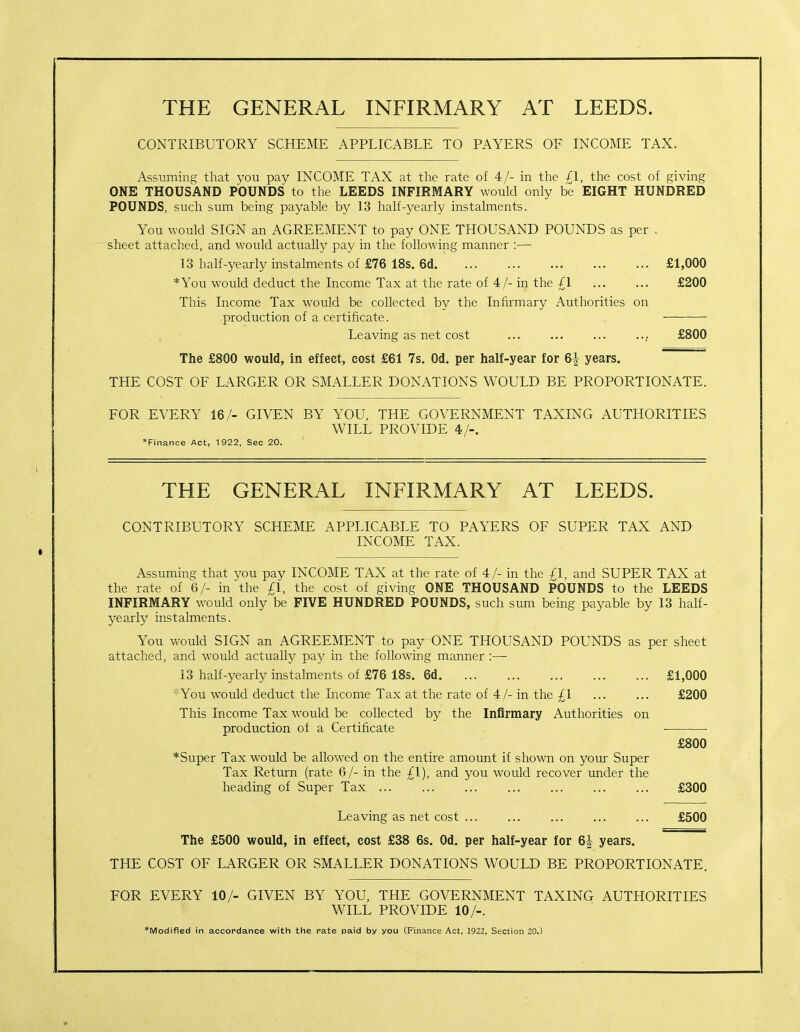 THE GENERAL INFIRMARY AT LEEDS.
CONTRIBUTORY SCHEME APPLICABLE TO PAYERS OF INCOME TAX.
Assuming that you pay INCOME TAX at the rate of 4/- in the £1, the cost of giving
ONE THOUSAND POUNDS to the LEEDS INFIRMARY would only be EIGHT HUNDRED
POUNDS, such sum being payable by 13 half-yearly instalments.
You would SIGN an AGREEMENT to pay ONE THOUSAND POUNDS as per
sheet attached, and would actually pay in the following manner :—
13 half-yearly instalments of £76 18s. 6d. ... ... ... ... ... £1,000
*You would deduct the Income Tax at the rate of 4/- in the £1 ... ... £200
This Income Tax would be collected by the Infirmary Authorities on
production of a certificate.
Leaving as net cost ... ... ... ... £800
The £800 would, in effect, cost £61 7s. 0d. per half-year for 6½ years.
THE COST OF LARGER OR SMALLER DONATIONS WOULD BE PROPORTIONATE.
FOR EVERY 16/- GIVEN BY YOU, THE GOVERNMENT TAXING AUTHORITIES
WILL PROVIDE 4/-.
*Finance Act, 1922, Sec 20.
THE GENERAL INFIRMARY AT LEEDS.
CONTRIBUTORY SCHEME APPLICABLE TO PAYERS OF SUPER TAX AND
INCOME TAX.
Assuming that you pay INCOME TAX at the rate of 4/- in the £1, and SUPER TAX at
the rate of 6/- in the £1, the cost of giving ONE THOUSAND POUNDS to the LEEDS
INFIRMARY would only be FIVE HUNDRED POUNDS, such sum being payable by 13 half-
yearly instalments.
You would SIGN an AGREEMENT to pay ONE THOUSAND POUNDS as per sheet
attached, and would actually pay in the following manner :—
13 half-yearly instalments of £76 18s. 6d. ... ... ... ... ... £1,000
*You would deduct the Income Tax at the rate of 4/- in the £1 ... ... £200
This Income Tax would be collected by the Infirmary Authorities on
production of a Certificate
£800
*Super Tax would be allowed on the entire amount if shown on your Super
Tax Return (rate 6/- in the £1), and you would recover under the
heading of Super Tax ... ... ... ... ... ... ... £300
Leaving as net cost ... ... ... ... ... £500
The £500 would, in effect, cost £38 6s. 0d. per half-year for 6½ years.
THE COST OF LARGER OR SMALLER DONATIONS WOULD BE PROPORTIONATE.
FOR EVERY 10/- GIVEN BY YOU, THE GOVERNMENT TAXING AUTHORITIES
WILL PROVIDE 10/-.
*Modified in accordance with the rate paid by you (Finance Act, 1922, Section 20.)